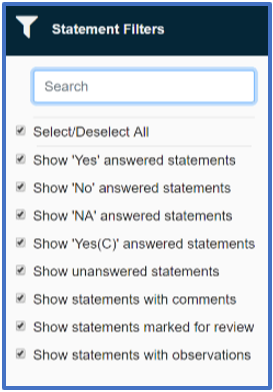 Statement Filters
Search
Select/Deselect All
Show 'Yes' answered statements
Show 'No' answered statements
Show 'NA' answered statements
Show 'Yes(C)' answered statements
Show unanswered statements
Show statements with comments
Show statements marked for review
Show statements with observations